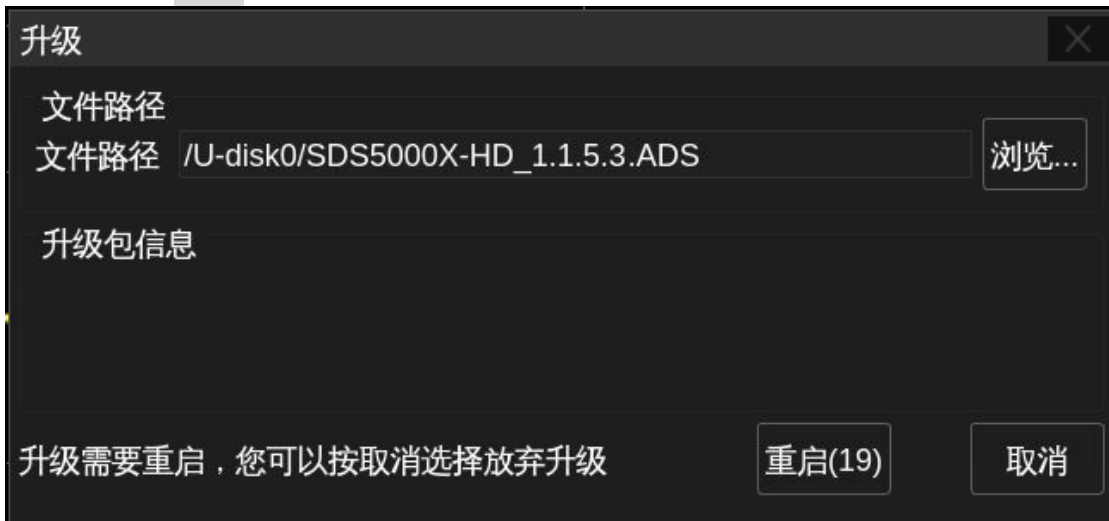 升级
文件路径
文件路径 /U-disk0/SDS5000X-HD_1.1.5.3.ADS 浏览...
升级包信息
升级需要重启，您可以按取消选择放弃升级 重启(19) 取消